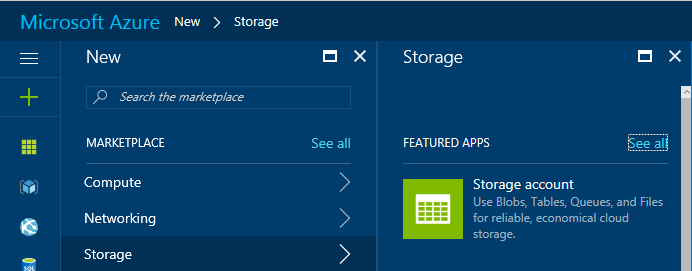 Microsoft Azure New > Storage
New
Search the marketplace
MARKETPLACE See all
Compute
Networking
Storage
Storage
FEATURED APPS See all
Storage account
Use Blobs, Tables, Queues, and Files
for reliable, economical cloud
storage.
SQL